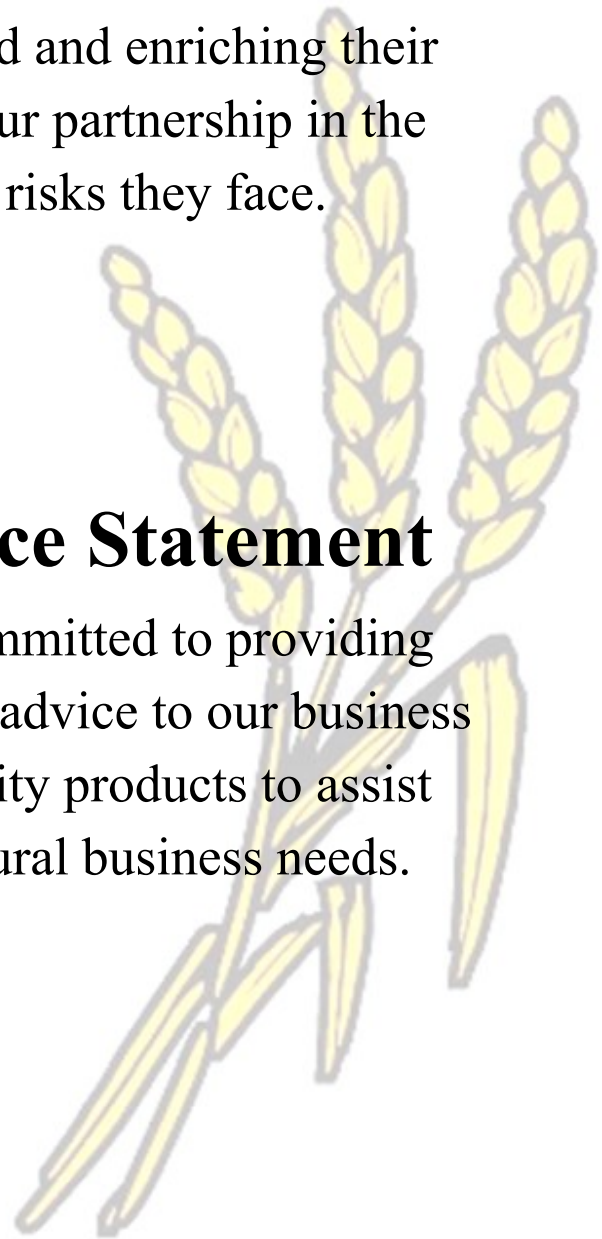 d and enriching their
ur partnership in the
risks they face.
ce Statement
mmitted to providing
advice to our business
ity products to assist
ural business needs.